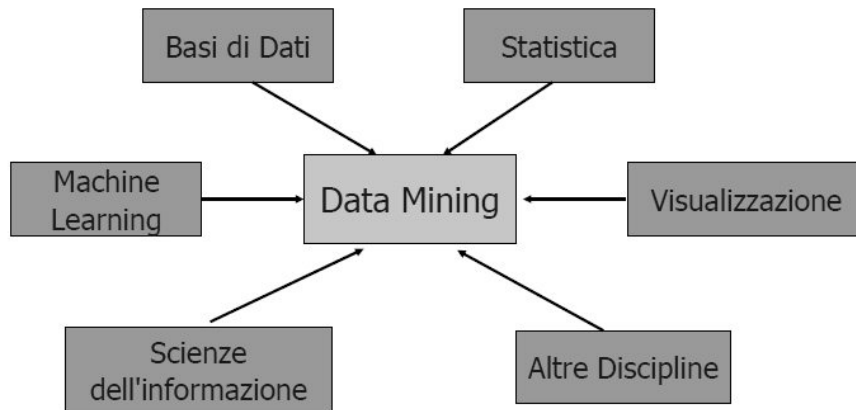 Basi di Dati
Statistica
Machine
Learning
Data Mining
Visualizzazione
Scienze
dell'informazione
Altre Discipline